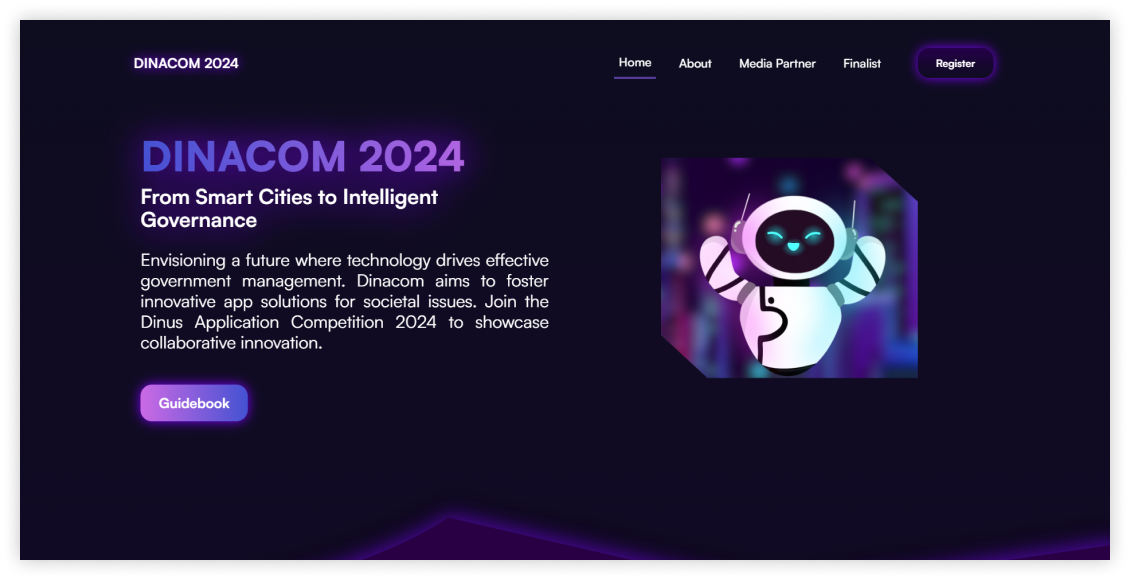 DINACOM 2024
Home
About
Media Partner
Finalist
Register
DINACOM 2024
From Smart Cities to Intelligent
Governance
Envisioning a future where technology drives effective
government management. Dinacom aims to foster
innovative app solutions for societal issues. Join the
Dinus Application Competition 2024 to showcase
collaborative innovation.
Guidebook